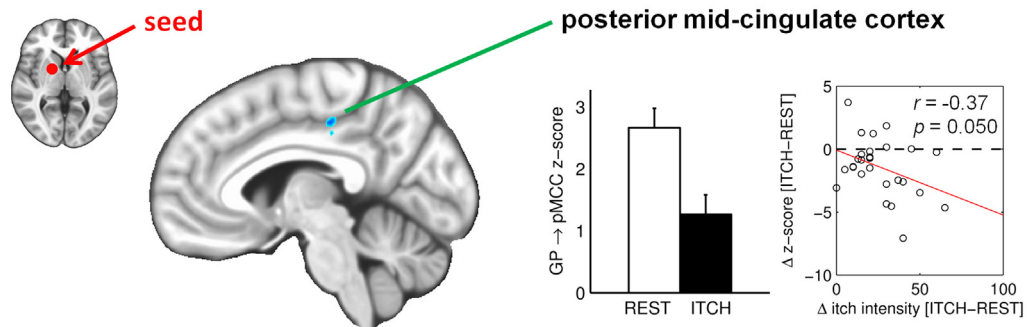 seed
posterior mid-cingulate cortex
GP → pMCC z-score
3
2
1
0
REST ITCH
Δ z-score [ITCH–REST]
5
0
−5
−10
r = -0.37
p = 0.050
0 50 100
Δ itch intensity [ITCH–REST]